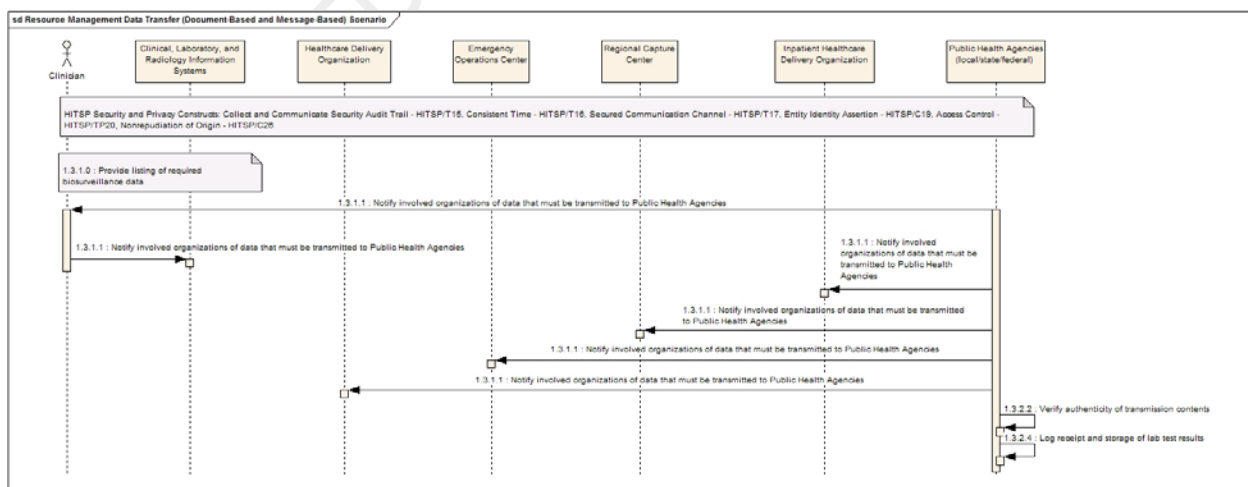 sd Resource Management Data Transfer (Document-Based and Message-Based) Scenario
Clinician
Clinical, Laboratory, and
Radiology Information
Systems
Healthcare Delivery
Organization
Emergency
Operations Center
Regional Capture
Center
Inpatient Healthcare
Delivery Organization
Public Health Agencies
(local/state/federal)
HITSP Security and Privacy Constructs: Collect and Communicate Security Audit Trail - HITSP/T15, Consistent Time - HITSP/T16, Secured Communication Channel - HITSP/T17, Entity Identity Assertion - HITSP/C19, Access Control -
HITSP/TP20, Nonrepudiation of Origin - HITSP/C26
1.3.1.0 : Provide listing of required
biosurveillance data
1.3.1.1 : Notify involved organizations of data that must be transmitted to Public Health Agencies
1.3.1.1 : Notify involved organizations of data that must be transmitted to Public Health Agencies
1.3.1.1 : Notify involved
organizations of data that must be
transmitted to Public Health
Agencies
1.3.1.1 : Notify involved organizations of data that must be transmitted
to Public Health Agencies
1.3.1.1 : Notify involved organizations of data that must be transmitted to Public Health Agencies
1.3.1.1 : Notify involved organizations of data that must be transmitted to Public Health Agencies
1.3.2.2 : Verify authenticity of transmission contents
1.3.2.4 : Log receipt and storage of lab test results